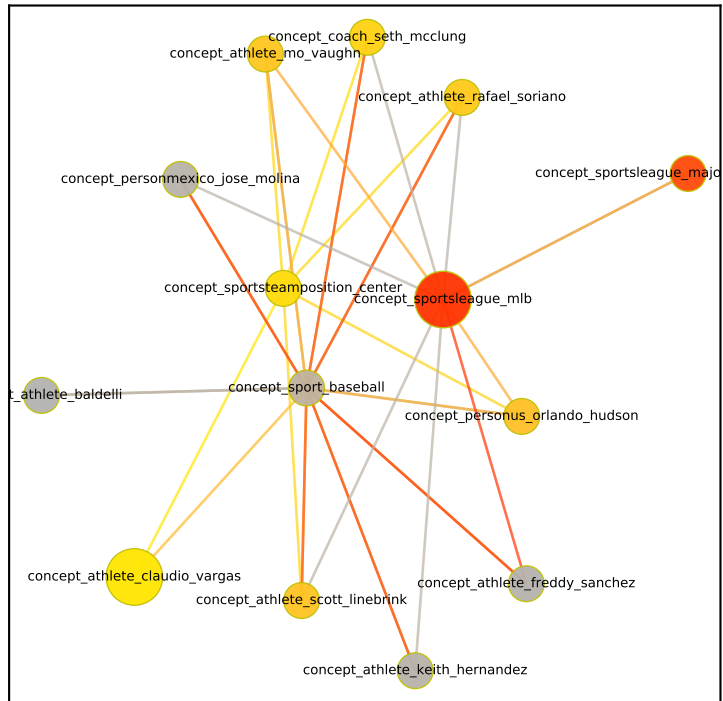 concept_coach_seth_mcclung
concept_athlete_mo_vaughn
concept_athlete_rafael_soriano
concept_sportsleague_majo
concept_personmexico_jose_molina
concept_sportsteamposition_center
concept_sportsleague_mlb
concept_sport_baseball
t_athlete_baldelli
concept_personus_orlando_hudson
concept_athlete_claudio_vargas
concept_athlete_freddy_sanchez
concept_athlete_scott_linebrink
concept_athlete_keith_hernandez